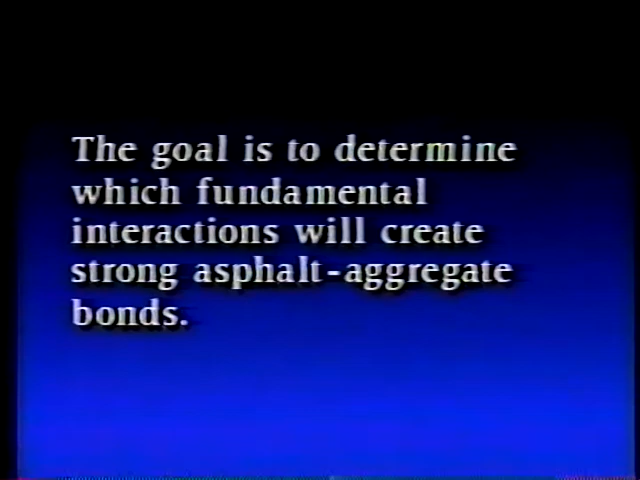 The goal is to determine
which fundamental
interactions will create
strong asphalt-aggregate
bonds.